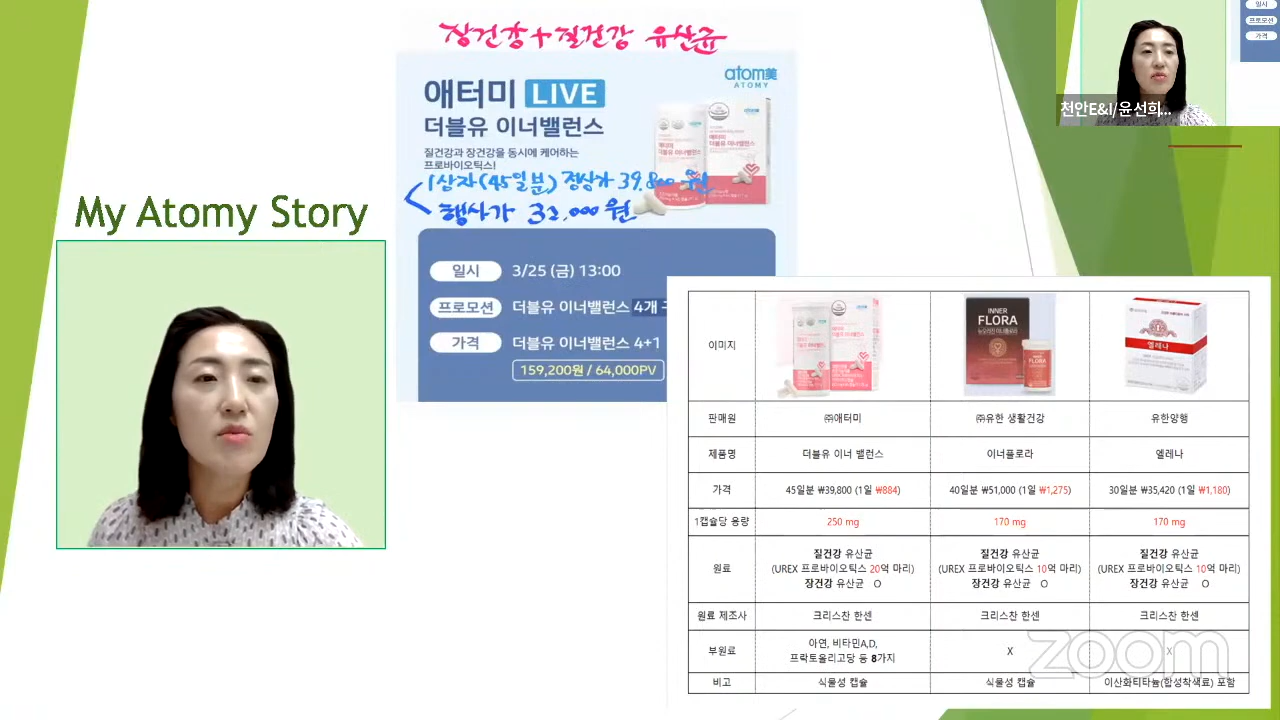 장건강+질건강 유산균
atom美
ATOMY
애터미 LIVE
더블유 이너밸런스
질건강과 장건강을 동시에 케어하는
프로바이오틱스!
1상자(45일분) 정상가 39,800원
행사가 32,000원
일시 3/25 (금) 13:00
프로모션 더블유 이너밸런스 4개
가격 더블유 이너밸런스 4+1
159,200원 / 64,000PV
My Atomy Story
일시
프로모션
가격
천안E&I/윤선희...
이미지
INNER
FLORA
엘레나
판매원 ㈜애터미 ㈜유한 생활건강 유한양행
제품명 더블유 이너 밸런스 이너플로라 엘레나
가격 45일분 ₩39,800 (1일 ₩884) 40일분 ₩51,000 (1일 ₩1,275) 30일분 ₩35,420 (1일 ₩1,180)
1캡슐당 용량 250 mg 170 mg 170 mg
원료 질건강 유산균 질건강 유산균 질건강 유산균
(UREX 프로바이오틱스 20억 마리) (UREX 프로바이오틱스 10억 마리) (UREX 프로바이오틱스 10억 마리)
장건강 유산균 O 장건강 유산균 O 장건강 유산균 O
원료 제조사 크리스찬 한센 크리스찬 한센 크리스찬 한센
부원료 아연, 비타민A,D, X X
프락토올리고당 등 8가지
비고 식물성 캡슐 식물성 캡슐 이산화티타늄(합성착색료) 포함
zoom